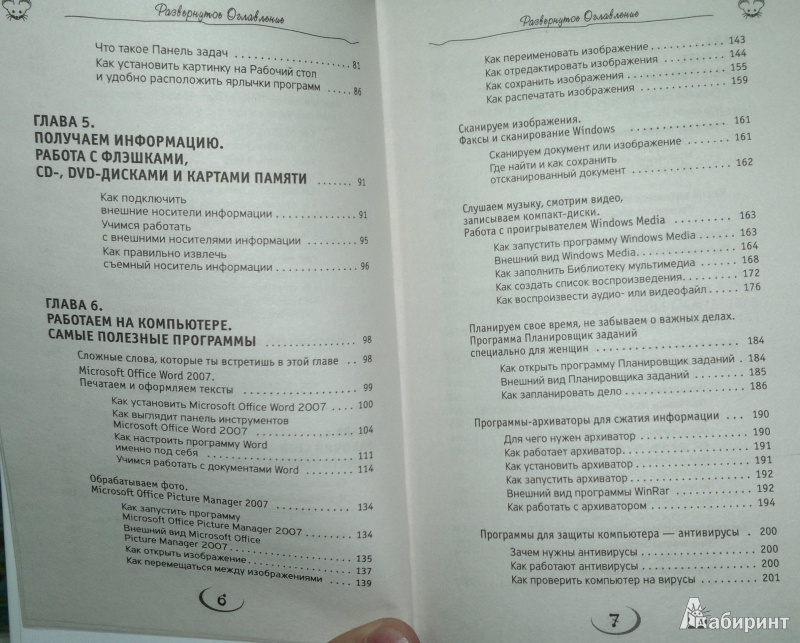 Развернутое Оглавление
Что такое Панель задач . . . . . . . . . . . . . . . . . . 81
Как установить картинку на Рабочий стол
и удобно расположить ярлычки программ . . . . . 86
ГЛАВА 5.
ПОЛУЧАЕМ ИНФОРМАЦИЮ.
РАБОТА С ФЛЭШКАМИ,
CD-, DVD-ДИСКАМИ И КАРТАМИ ПАМЯТИ . . . . . . 91
Как подключить
внешние носители информации . . . . . . . . . . . . 91
Учимся работать
с внешними носителями информации . . . . . . . . 95
Как правильно извлечь
съемный носитель информации . . . . . . . . . . . . 96
ГЛАВА 6.
РАБОТАЕМ НА КОМПЬЮТЕРЕ.
САМЫЕ ПОЛЕЗНЫЕ ПРОГРАММЫ . . . . . . . . . . . . 98
Сложные слова, которые ты встретишь в этой главе . . 98
Microsoft Office Word 2007.
Печатаем и оформляем тексты . . . . . . . . . . . . . 99
Как установить Microsoft Office Word 2007 . . . . 100
Как выглядит панель инструментов
Microsoft Office Word 2007 . . . . . . . . . . . . . . 104
Как настроить программу Word
именно под себя . . . . . . . . . . . . . . . . . . . . 111
Учимся работать с документами Word . . . . . . . 114
Обрабатываем фото.
Microsoft Office Picture Manager 2007 . . . . . . . . . 134
Как запустить программу
Microsoft Office Picture Manager 2007 . . . . . . . 134
Внешний вид Microsoft Office
Picture Manager 2007 . . . . . . . . . . . . . . . . . 135
Как открыть изображение . . . . . . . . . . . . . . . 137
Как перемещаться между изображениями . . . . 139
6
Развернутое Оглавление
Как переименовать изображение . . . . . . . . . . . 143
Как отредактировать изображения . . . . . . . . . . 144
Как сохранить изображения . . . . . . . . . . . . . . 155
Как распечатать изображения . . . . . . . . . . . . . 159
Сканируем изображения.
Факсы и сканирование Windows . . . . . . . . . . . . 161
Сканируем документ или изображение . . . . . . 161
Где найти и как сохранить
отсканированный документ . . . . . . . . . . . . . . 162
Слушаем музыку, смотрим видео,
записываем компакт-диски.
Работа с проигрывателем Windows Media . . . . . . . 163
Как запустить программу Windows Media . . . . . 163
Внешний вид Windows Media. . . . . . . . . . . . . . 164
Как заполнить Библиотеку мультимедиа . . . . . . 168
Как создать список воспроизведения. . . . . . . . . 172
Как воспроизвести аудио- или видеофайл . . . . . 176
Планируем свое время, не забываем о важных делах.
Программа Планировщик заданий
специально для женщин . . . . . . . . . . . . . . . . . 184
Как открыть программу Планировщик заданий . 184
Внешний вид Планировщика заданий . . . . . . . . 185
Как запланировать дело . . . . . . . . . . . . . . . . 186
Программы-архиваторы для сжатия информации . . . 190
Для чего нужен архиватор . . . . . . . . . . . . . . . 190
Как работает архиватор. . . . . . . . . . . . . . . . . 191
Как установить архиватор . . . . . . . . . . . . . . . 191
Как запустить архиватор . . . . . . . . . . . . . . . . 192
Внешний вид программы WinRar . . . . . . . . . . . 192
Как работать с архиватором . . . . . . . . . . . . . . 194
Программы для защиты компьютера — антивирусы . 200
Зачем нужны антивирусы . . . . . . . . . . . . . . . . 200
Как работают антивирусы . . . . . . . . . . . . . . . 200
Как проверить компьютер на вирусы . . . . . . . . 201
7
Лабиринт